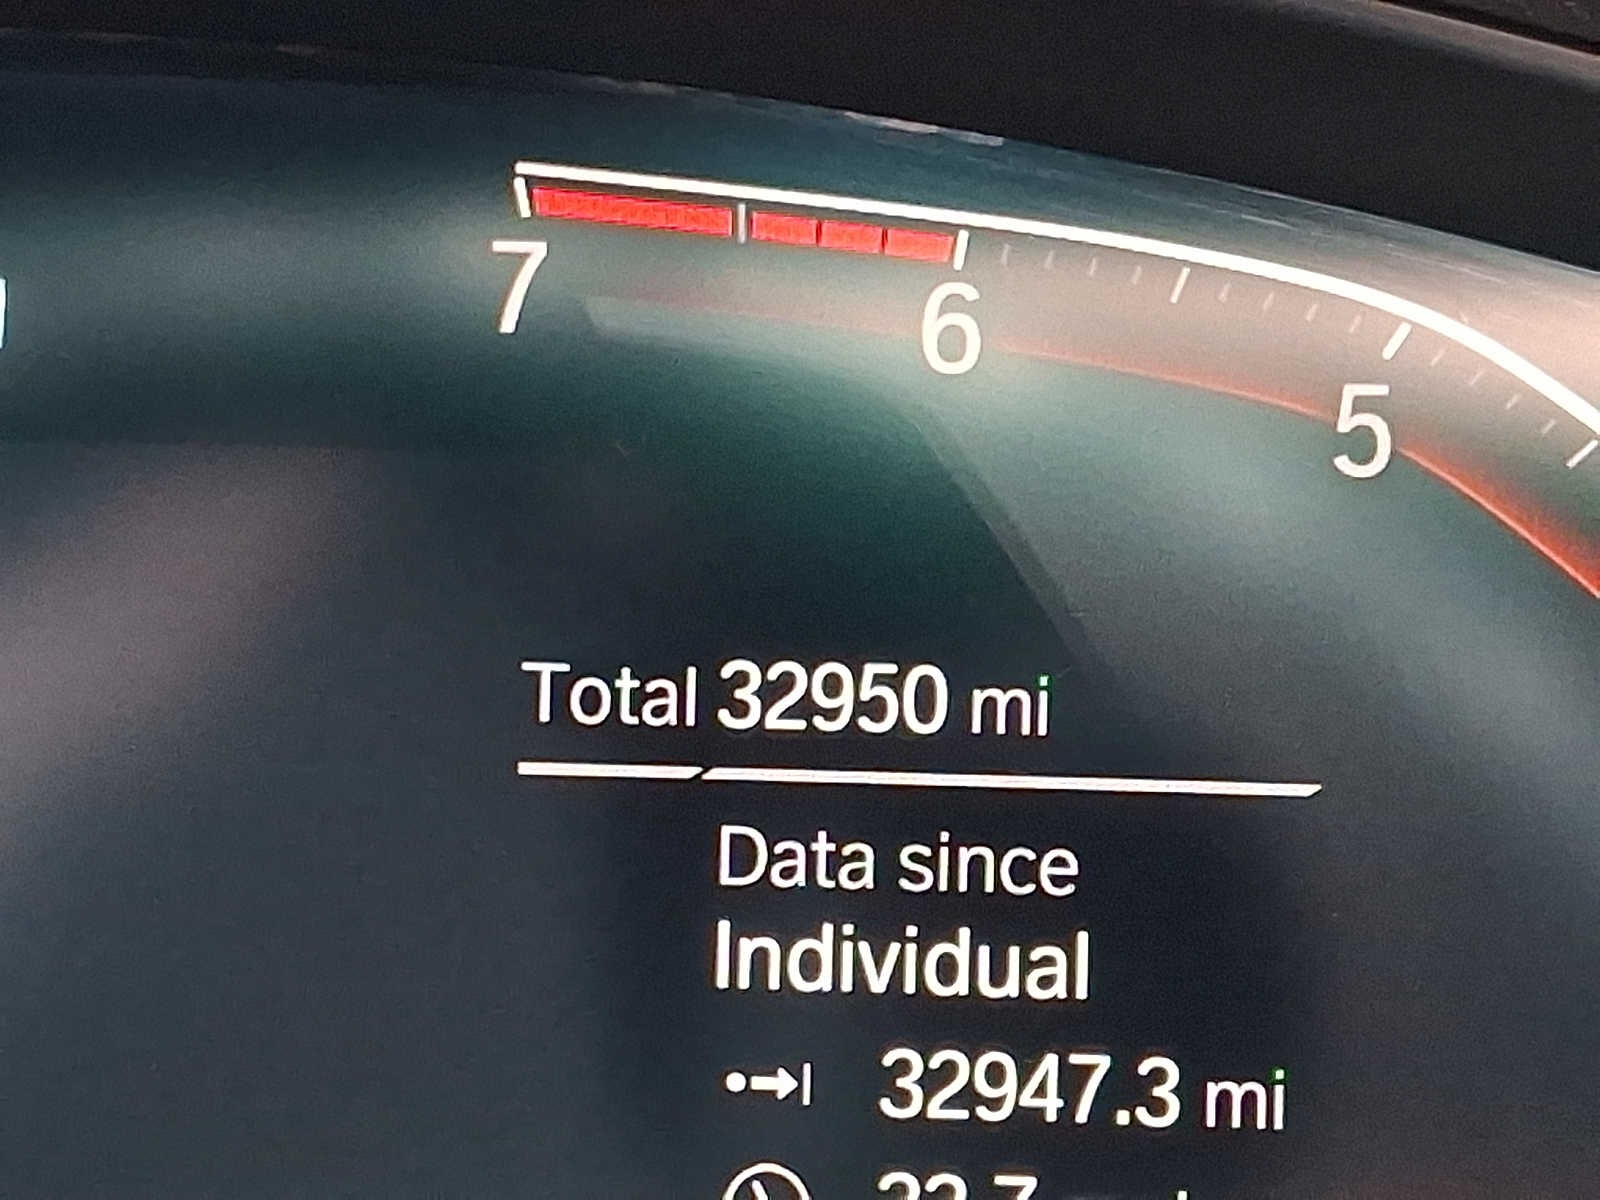 7
6
5
Total 32950 mi
Data since
Individual
32947.3 mi